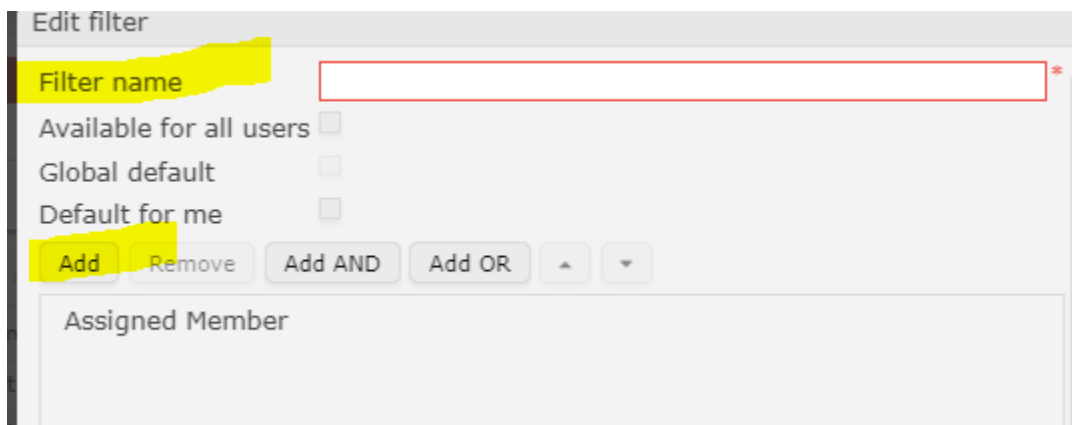 Edit filter
Filter name *
Available for all users
Global default
Default for me
Add Remove Add AND Add OR
Assigned Member